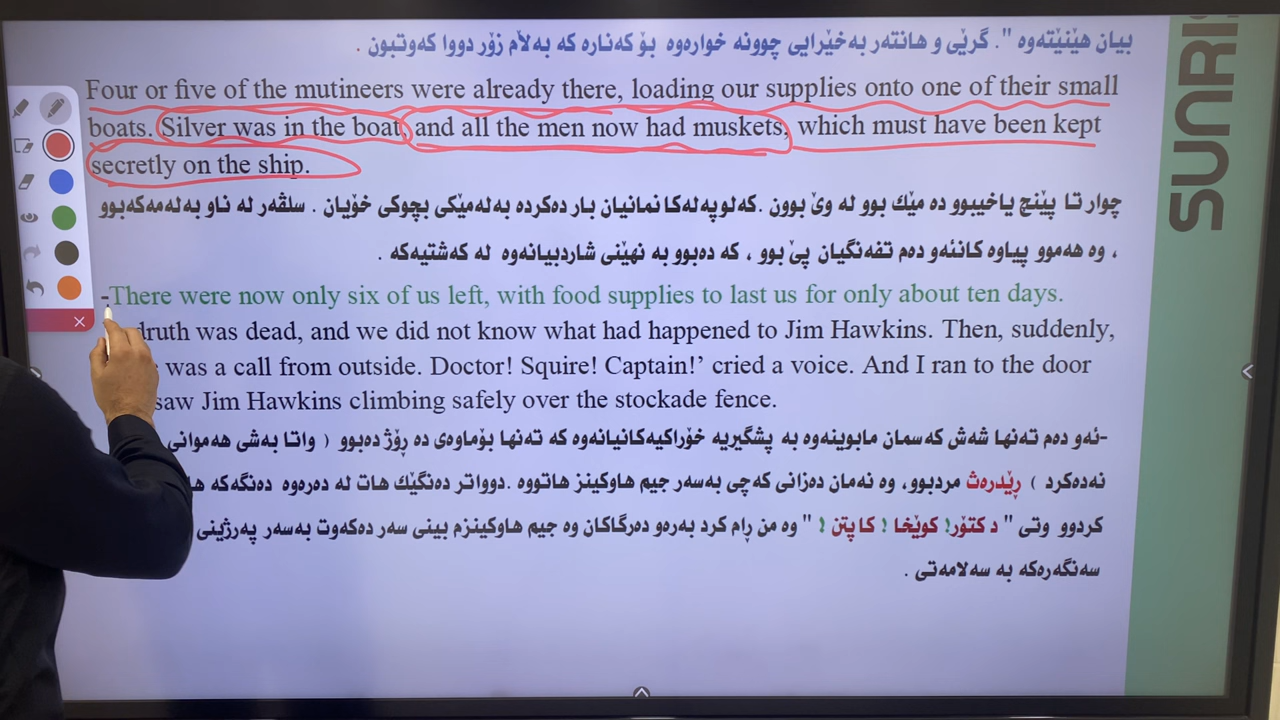 بیان هێنێتەوە ". گرێی و هانتەر بەخێرایی چوونە خوارەوە بۆ کەنارە کە بەلام زۆر دووا کەوتبون .
SUNRIS
Four or five of the mutineers were already there, loading our supplies onto one of their small
boats. Silver was in the boat, and all the men now had muskets, which must have been kept
secretly on the ship.
چوار تا پێنچ یاخیبوو دە مێك بوو لە وێ بوون .کەلوپەلەکا نمانیان بار دەکردە بەلەمێکی بچوکی خۆیان . سلڤەر لە ناو بەلەمەکەبوو
، وە هەموو پیاوە کانئەو دەم تفەنگیان پێ بوو ، کە دەبوو بە نهێنی شاردبیانەوە لە کەشتیەکە .
-There were now only six of us left, with food supplies to last us for only about ten days.
druth was dead, and we did not know what had happened to Jim Hawkins. Then, suddenly,
was a call from outside. Doctor! Squire! Captain!’ cried a voice. And I ran to the door
saw Jim Hawkins climbing safely over the stockade fence.
-ئەو دەم تەنها شەش کەسمان مابوینەوە بە پشگیریە خۆراکیەکانیانەوە کە تەنها بۆماوەی دە ڕۆژ دەبوو ( واتا بەشی هەموانی
نەدەکرد ) ڕێدرەث مردبوو، وە نەمان دەزانی کەچی بەسەر جیم هاوکینز هاتووە .دوواتر دەنگێك هات لە دەرەوە دەنگەکە
کردوو وتی " دکتۆر! کوێخا ! کاپتن ! " وە من ڕام کرد بەرەو دەرگاکان وە جیم هاوکینزم بینی سەر دەکەوت بەسەر پەرژینی
سەنگەرەکە بە سەلامەتی .